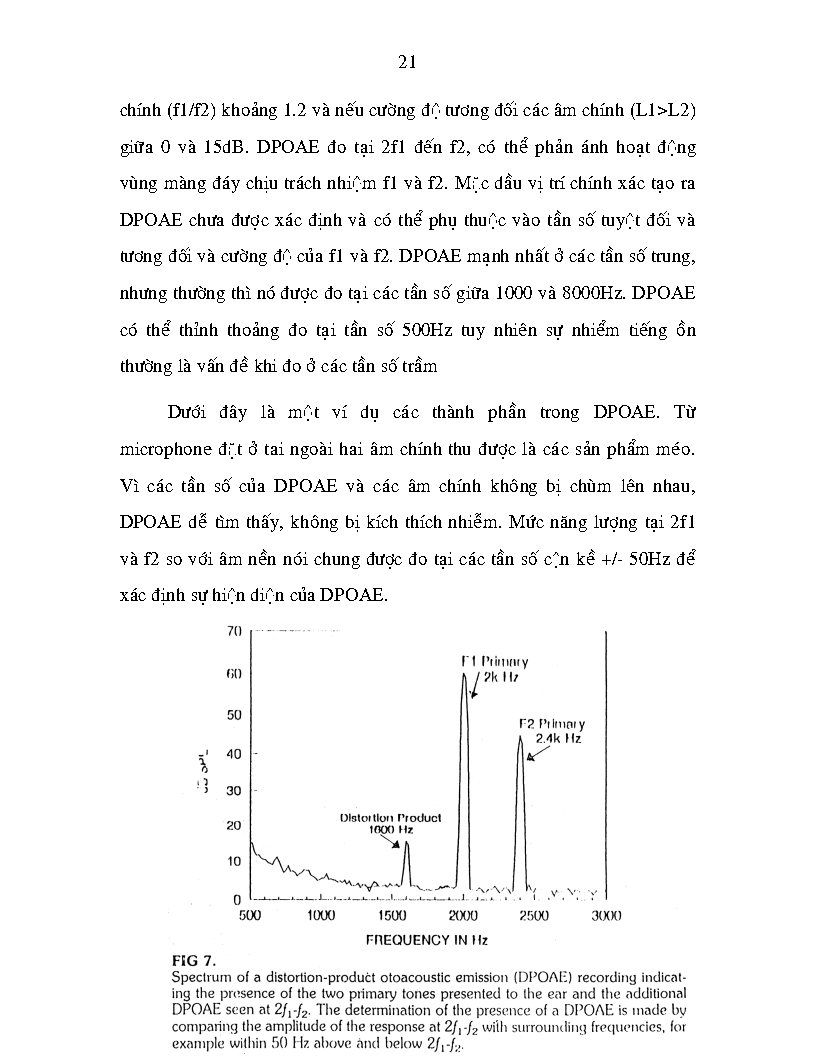 21
chính (f1/f2) khoảng 1.2 và nếu cường độ tương đối các âm chính (L1>L2)
giữa 0 và 15dB. DPOAE đo tại 2f1 đến f2, có thể phản ánh hoạt động
vùng màng đáy chịu trách nhiệm f1 và f2. Mặc dầu vị trí chính xác tạo ra
DPOAE chưa được xác định và có thể phụ thuộc vào tần số tuyệt đối và
tương đối và cường độ của f1 và f2. DPOAE mạnh nhất ở các tần số trung,
nhưng thường thì nó được đo tại các tần số giữa 1000 và 8000Hz. DPOAE
có thể thỉnh thoảng đo tại tần số 500Hz tuy nhiên sự nhiễm tiếng ồn
thường là vấn đề khi đo ở các tần số trầm
Dưới đây là một ví dụ các thành phần trong DPOAE. Từ
microphone đặt ở tai ngoài hai âm chính thu được là các sản phẩm méo.
Vì các tần số của DPOAE và các âm chính không bị chùm lên nhau,
DPOAE dễ tìm thấy, không bị kích thích nhiễm. Mức năng lượng tại 2f1
và f2 so với âm nền nói chung được đo tại các tần số cận kề +/- 50Hz để
xác định sự hiện diện của DPOAE.
70
F1 Primary
60
2k Hz
50
F2 Primary
2.4k Hz
40
30
Distortion Product
20
1600 Hz
10
0
500 1000 1500 2000 2500 3000
FREQUENCY IN Hz
FIG 7.
Spectrum of a distortion-product otoacoustic emission (DPOAE) recording indicat-
ing the presence of the two primary tones presented to the ear and the additional
DPOAE seen at 2f1-f2. The determination of the presence of a DPOAE is made by
comparing the amplitude of the response at 2f1-f2 with surrounding frequencies, for
example within 50 Hz above and below 2f1-f2.